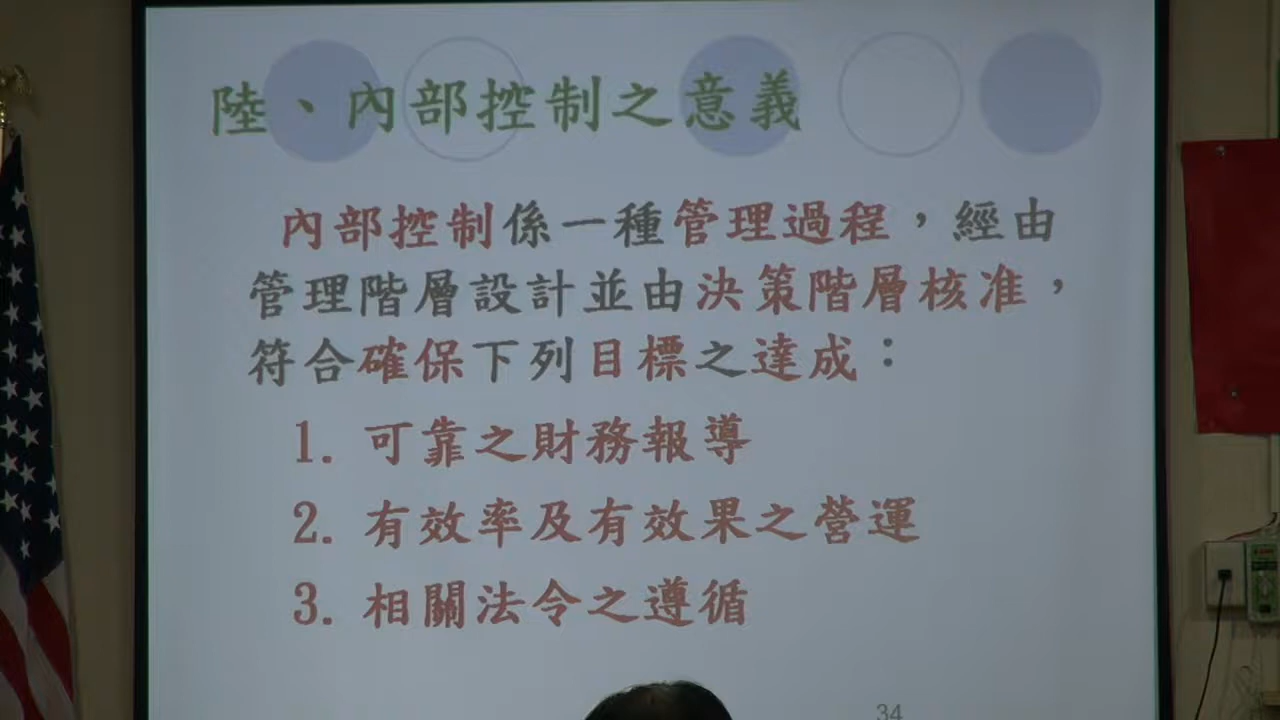 陸、內部控制之意義
內部控制係一種管理過程，經由
管理階層設計並由決策階層核准，
符合確保下列目標之達成：
1. 可靠之財務報導
2. 有效率及有效果之營運
3. 相關法令之遵循
34